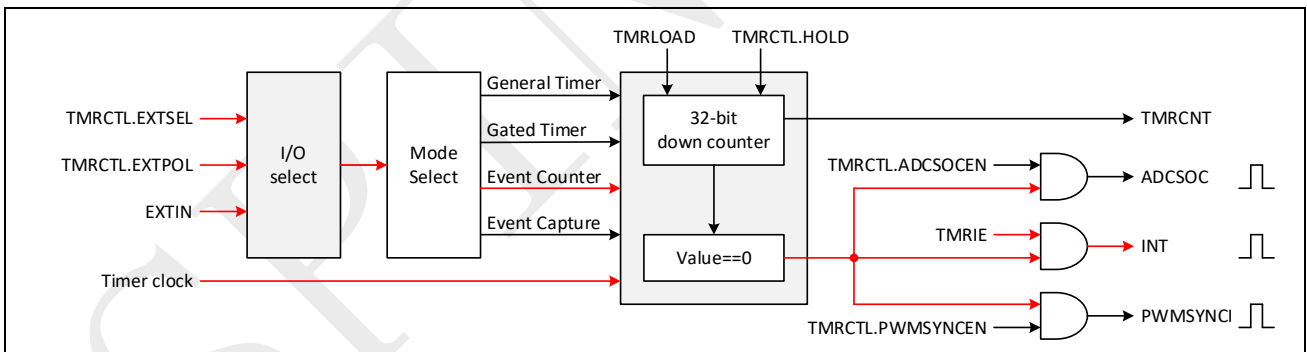 TMRLOAD
TMRCTL.HOLD
General Timer
TMRCTL.EXTSEL
32-bit
down counter
TMRCNT
Gated Timer
I/O
select
Mode
Select
TMRCTL.EXTPOL
TMRCTL.ADCSOCEN
ADCSOC
Event Counter
EXTIN
Event Capture
TMRIE
INT
Value==0
Timer clock
PWMSYNCI
TMRCTL.PWMSYNCEN